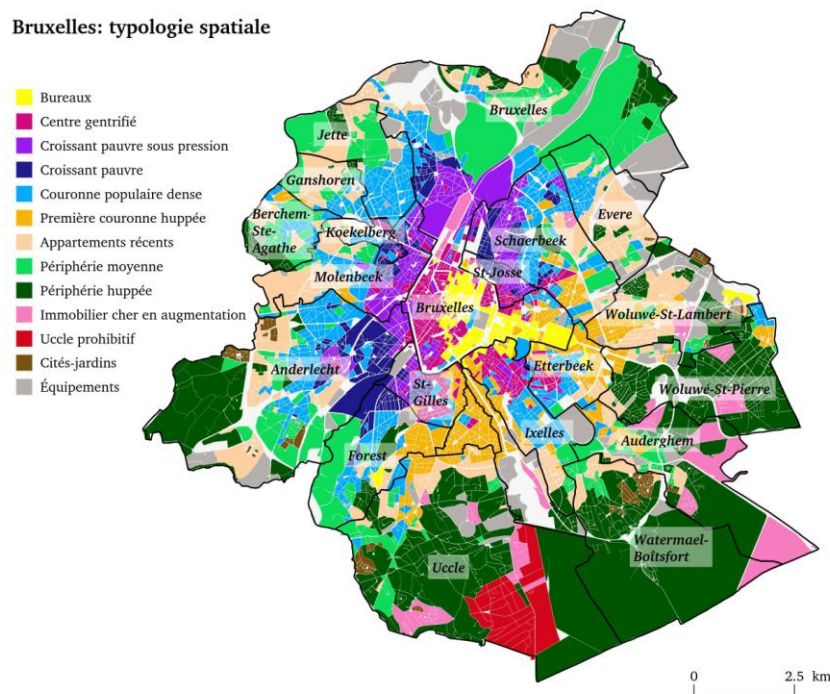 Bruxelles: typologie spatiale
Bureaux
Centre gentrifié
Croissant pauvre sous pression
Croissant pauvre
Couronne populaire dense
Première couronne huppée
Appartements récents
Périphérie moyenne
Périphérie huppée
Immobilier cher en augmentation
Uccle prohibitif
Cités-jardins
Équipements
Bruxelles
Jette
Ganshoren
Berchem-
Ste-
Agathe
Koekelberg
Evere
Schaerbeek
Molenbeek
St-Josse
Bruxelles
Woluwé-St-Lambert
Anderlecht
Etterbeek
St-
Gilles
Woluwé-St-Pierre
Ixelles
Auderghem
Forest
Watermael-
Boîtsfort
Uccle
0 2.5 km